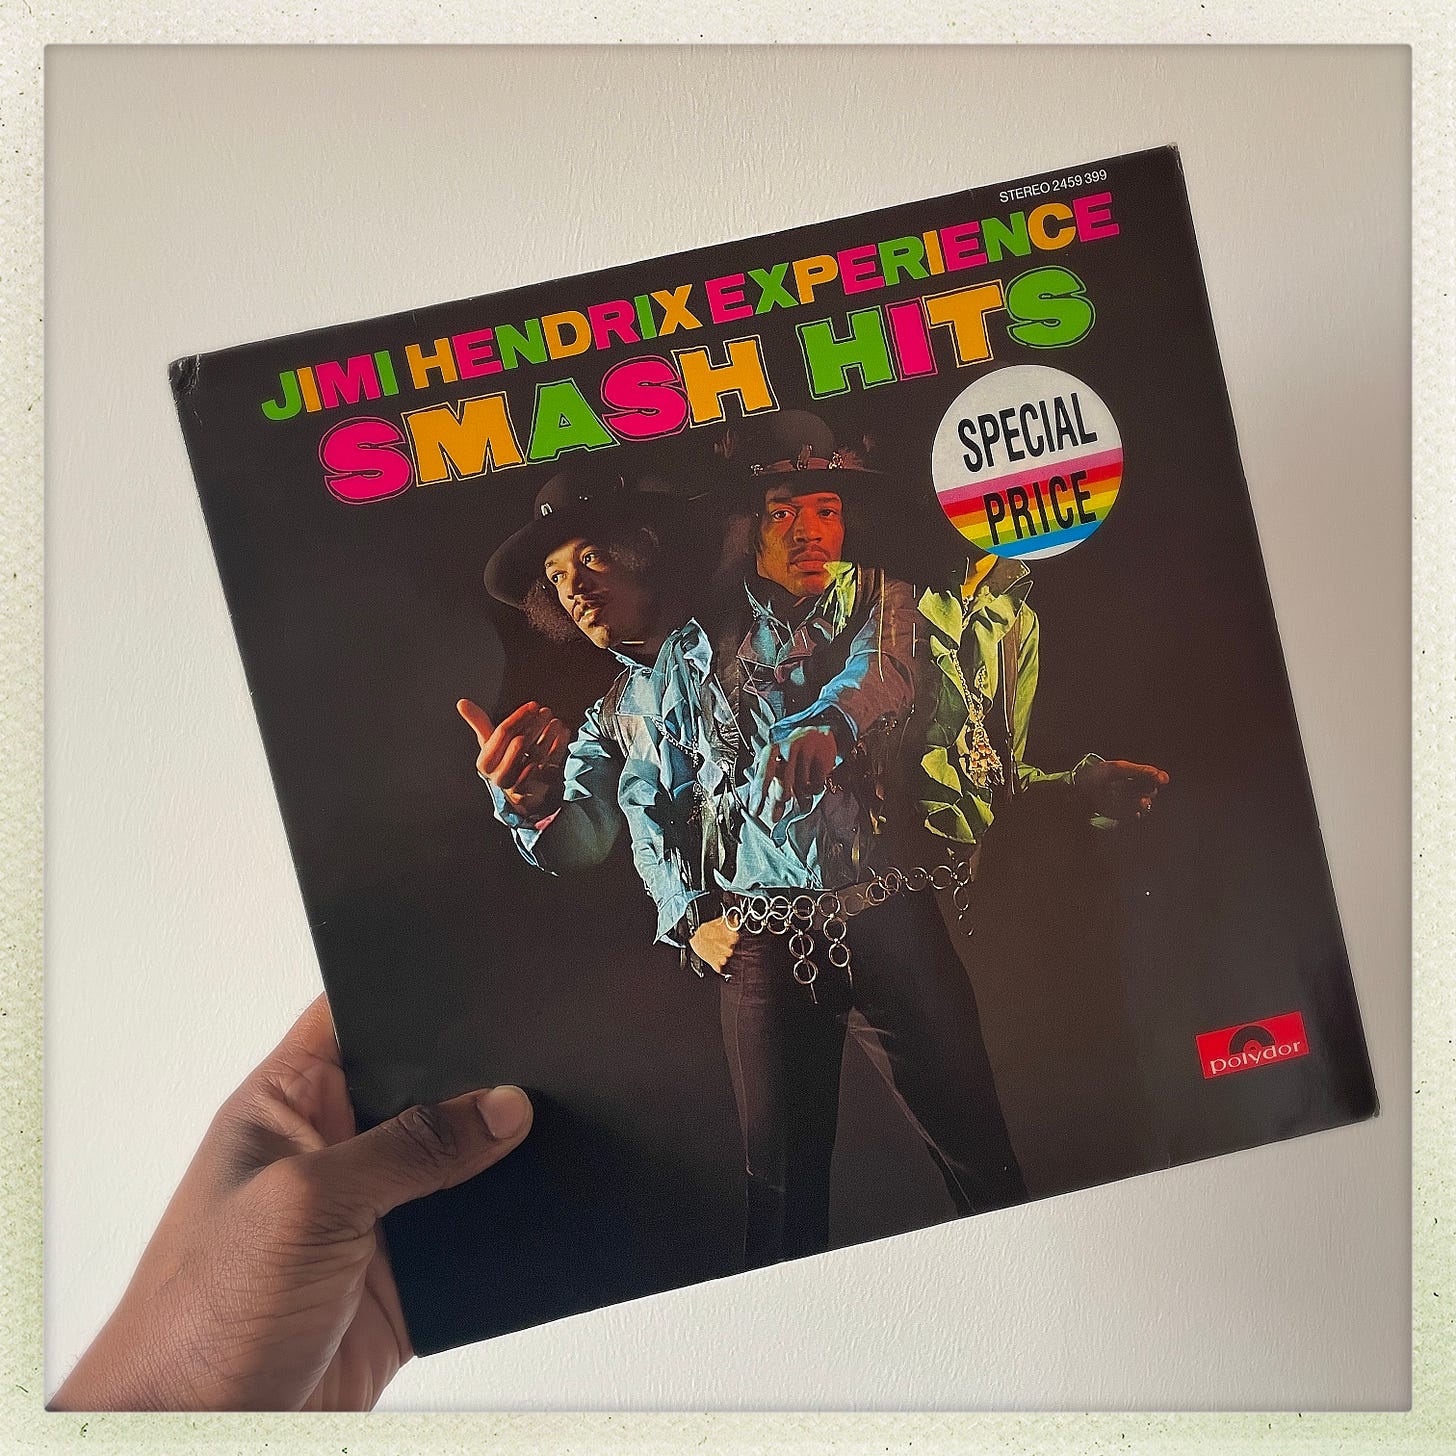 STEREO 2459 399
JIMI HENDRIX EXPERIENCE
SMASH HITS
SPECIAL
PRICE
polydor